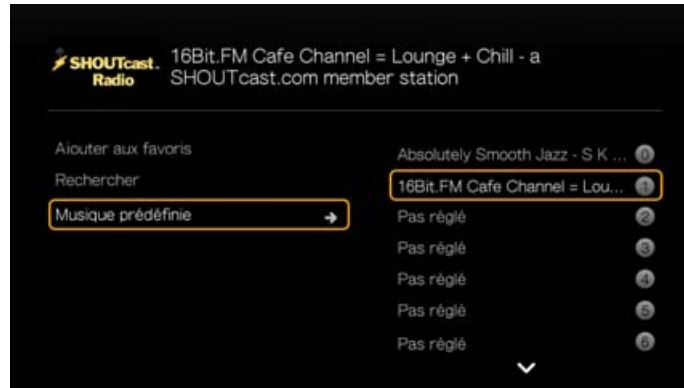 SHOUTcast.
Radio
16Bit.FM Cafe Channel = Lounge + Chill - a
SHOUTcast.com member station
Aiouter aux favoris
Rechercher
Musique prédéfinie
Absolutely Smooth Jazz - S K ... 0
16Bit.FM Cafe Channel = Lou... 1
Pas réglé 2
Pas réglé 3
Pas réglé 4
Pas réglé 5
Pas réglé 6